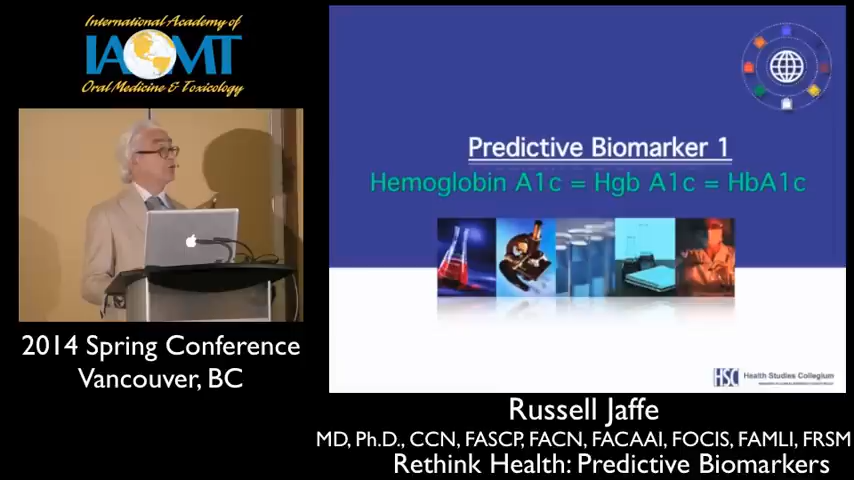 International Academy of
IAOMT
Oral Medicine & Toxicology
2014 Spring Conference
Vancouver, BC
Predictive Biomarker 1
Hemoglobin A1c = Hgb A1c = HbA1c
HSC Health Studies Collegium
Russell Jaffe
MD, Ph.D., CCN, FASCP, FACN, FACAAI, FOCIS, FAMLI, FRSM
Rethink Health: Predictive Biomarkers